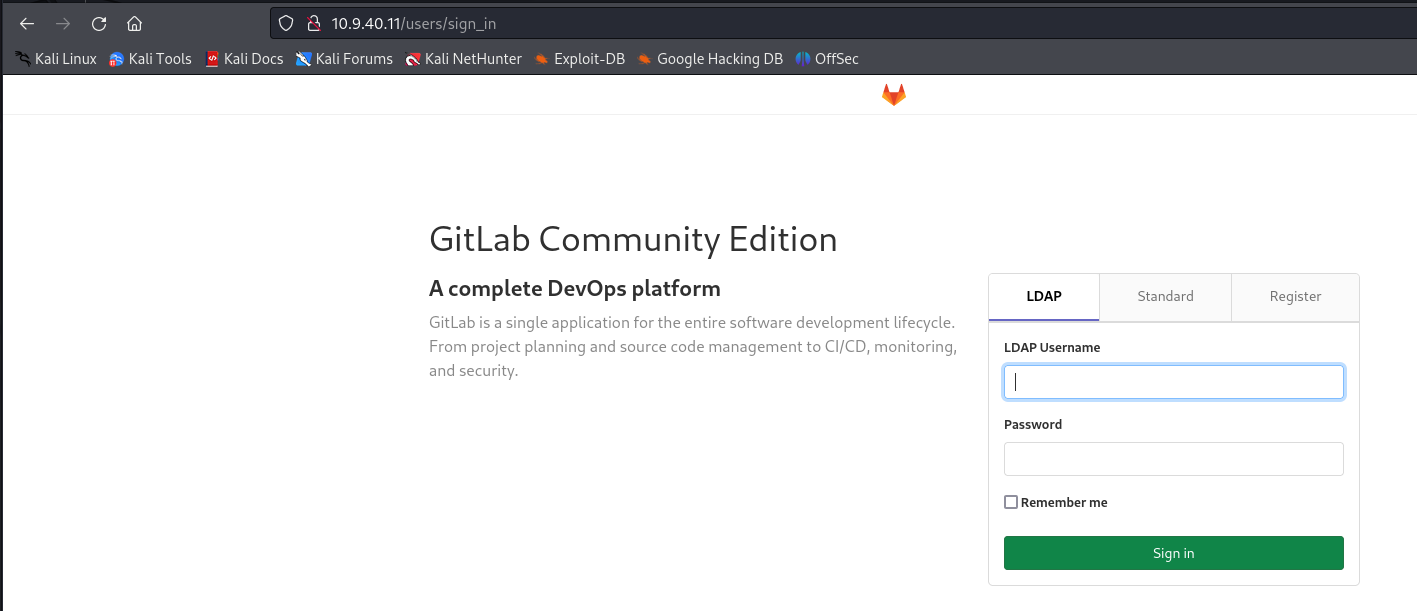 10.9.40.11/users/sign_in
Kali Linux Kali Tools Kali Docs Kali Forums Kali NetHunter Exploit-DB Google Hacking DB OffSec
GitLab Community Edition
A complete DevOps platform
GitLab is a single application for the entire software development lifecycle.
From project planning and source code management to CI/CD, monitoring,
and security.
LDAP Standard Register
LDAP Username
Password
Remember me
Sign in